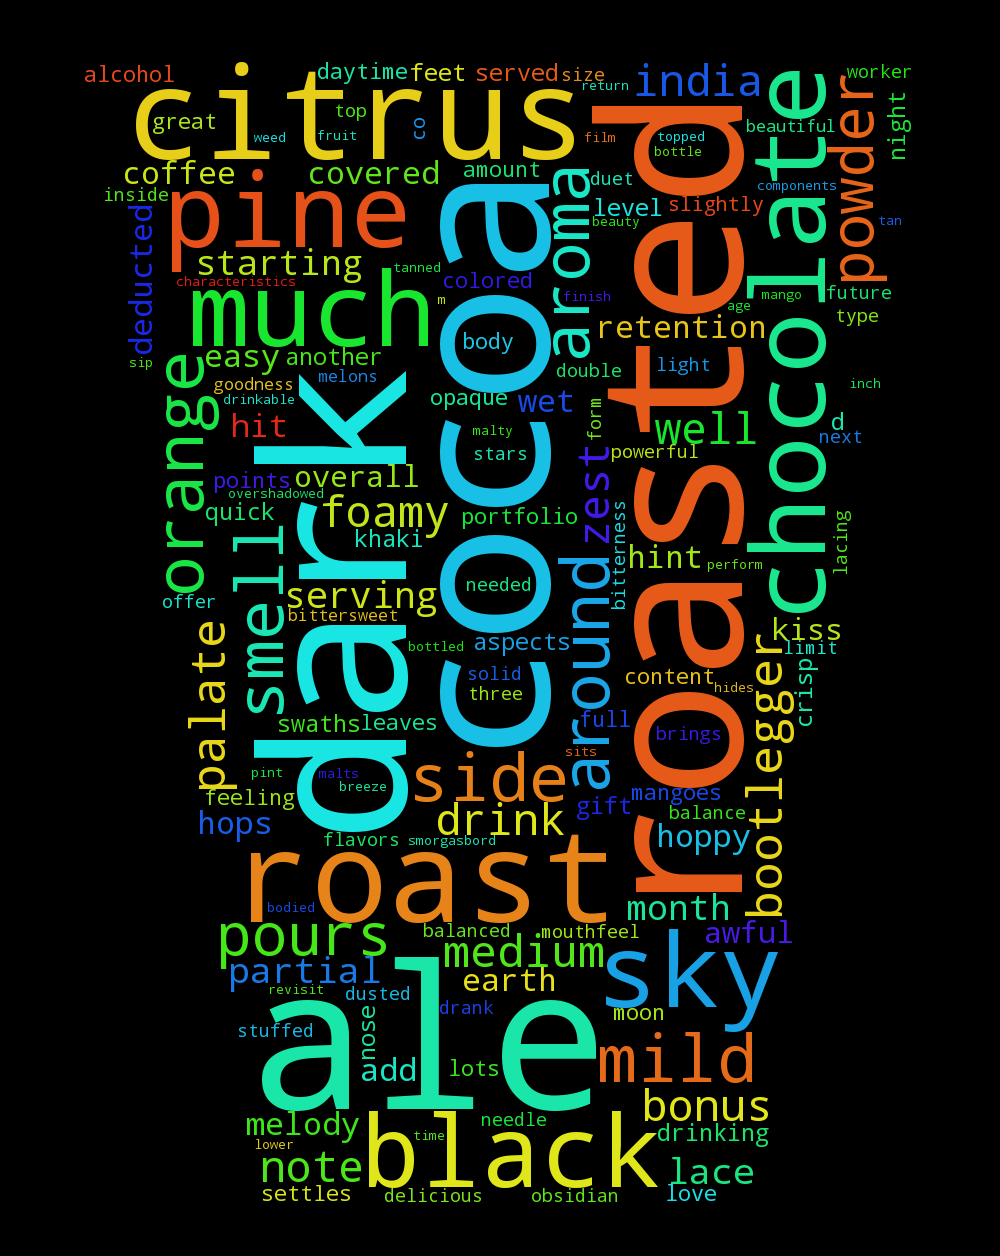 alcohol
citrus
daytime
feet
served
size
return
india
chocolate
worker
powder
night
great
top
co
weed
fruit
film
topped
bottle
roasted
beautiful
coffee
pine
covered
amount
cocoa
aroma
duet
level
slightly
components
inside
beauty
tan
deducted
starting
tanned
characteristics
colored
m
finish
age
mango
future
type
much
body
retention
sip
orange
easy
another
double
light
goodness
melons
drinkable
dark
opaque
wet
form
inch
hit
malty
stars
zest
well
d
next
powerful
points
overall
overshadowed
quick
foamy
khaki
portfolio
bitterness
hint
perform
lacing
smell
around
needed
serving
offer
bittersweet
palate
bottled
aspects
kiss
limit
bootlegger
crisp
solid
three
content
hides
swaths
leaves
full
brings
sits
pint
malts
breeze
side
feeling
gift
mangoes
hops
drink
balance
flavors
smorgasbord
hoppy
roast
bodied
month
pours
balanced
mouthfeel
awful
medium
sky
partial
earth
revisit
dusted
drank
moon
ale
stuffed
nose
add
lots
mild
bonus
melody
needle
black
time
drinking
lower
note
lace
settles
delicious
obsidian
love